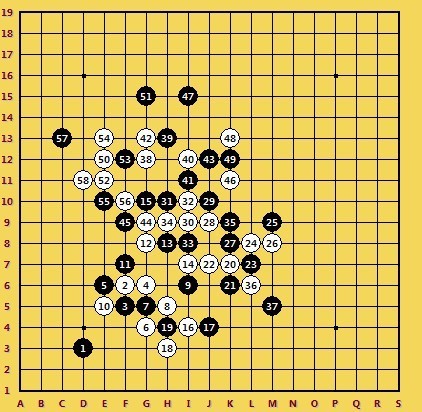 19
18
17
16
15 51 47
14
13 57 54 42 39 48
12 50 53 38 40 43 49
11 58 52 41 46
10 55 56 15 31 32 29
9 45 44 34 30 28 35 25
8 12 13 33 27 24 26
7 11 14 22 20 23
6 5 2 4 9 21 36
5 10 3 7 8 37
4 6 19 16 17
3 1 18
2
1
A B C D E F G H I J K L M N O P Q R S